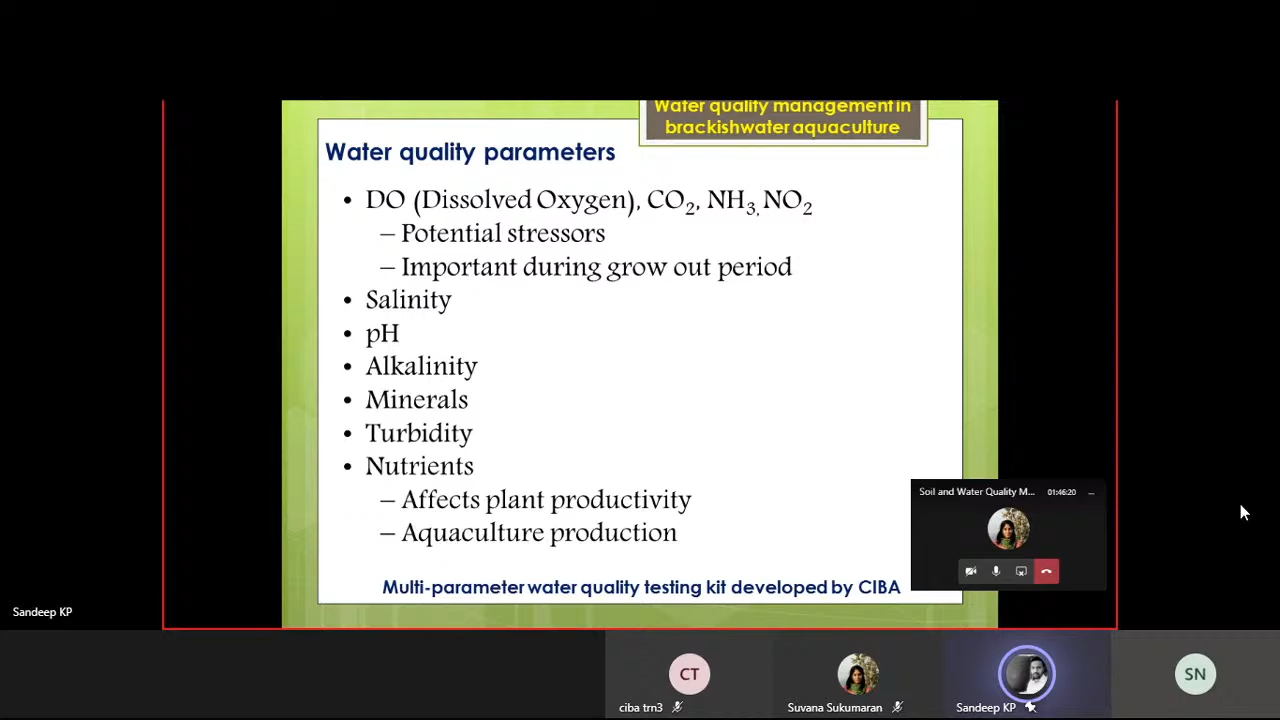 Water quality management in
brackishwater aquaculture
Water quality parameters
• DO (Dissolved Oxygen), CO2, NH3, NO2
– Potential stressors
– Important during grow out period
• Salinity
• pH
• Alkalinity
• Minerals
• Turbidity
• Nutrients
– Affects plant productivity
– Aquaculture production
Multi-parameter water quality testing kit developed by CIBA
Soil and Water Quality M... 01:46:20
Sandeep KP
CT
SN
ciba trn3
Suvana Sukumaran
Sandeep KP